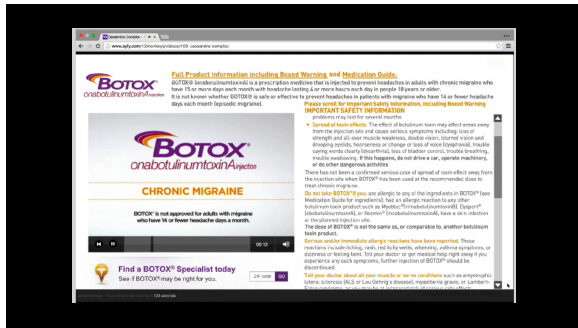 Cassandra Complex
www.syfy.com/12monkeys/videos/103-cassandra-complex
BOTOX®
onabotulinumtoxinA injection
Full Product Information including Boxed Warning and Medication Guide.
BOTOX® (onabotulinumtoxinA) is a prescription medicine that is injected to prevent headaches in adults with chronic migraine who
have 15 or more days each month with headache lasting 4 or more hours each day in people 18 years or older.
It is not known whether BOTOX® is safe or effective to prevent headaches in patients with migraine who have 14 or fewer headache
days each month (episodic migraine).
Please scroll for Important Safety Information, including Boxed Warning
IMPORTANT SAFETY INFORMATION
problems may last for several months
• Spread of toxin effects. The effect of botulinum toxin may affect areas away
from the injection site and cause serious symptoms including: loss of
strength and all-over muscle weakness, double vision, blurred vision and
drooping eyelids, hoarseness or change or loss of voice (dysphonia), trouble
saying words clearly (dysarthria), loss of bladder control, trouble breathing,
trouble swallowing. If this happens, do not drive a car, operate machinery,
or do other dangerous activities
There has not been a confirmed serious case of spread of toxin effect away from
the injection site when BOTOX® has been used at the recommended dose to
treat chronic migraine.
Do not take BOTOX® if you: are allergic to any of the ingredients in BOTOX® (see
Medication Guide for ingredients), had an allergic reaction to any other
botulinum toxin product such as Myobloc® (rimabotulinumtoxinB), Dysport®
(abobotulinumtoxinA), or Xeomin® (incobotulinumtoxinA), have a skin infection
at the planned injection site.
The dose of BOTOX® is not the same as, or comparable to, another botulinum
toxin product.
Serious and/or immediate allergic reactions have been reported. These
reactions include itching, rash, red itchy welts, wheezing, asthma symptoms, or
dizziness or feeling faint. Tell your doctor or get medical help right away if you
experience any such symptoms; further injection of BOTOX® should be
discontinued.
Tell your doctor about all your muscle or nerve conditions such as amyotrophic
lateral sclerosis (ALS or Lou Gehrig's disease), myasthenia gravis, or Lambert-
BOTOX®
onabotulinumtoxinA injection
CHRONIC MIGRAINE
BOTOX® is not approved for adults with migraine
who have 14 or fewer headache days a month.
00:12
Find a BOTOX® Specialist today
See if BOTOX® may be right for you.
ZIP code
GO
120 seconds